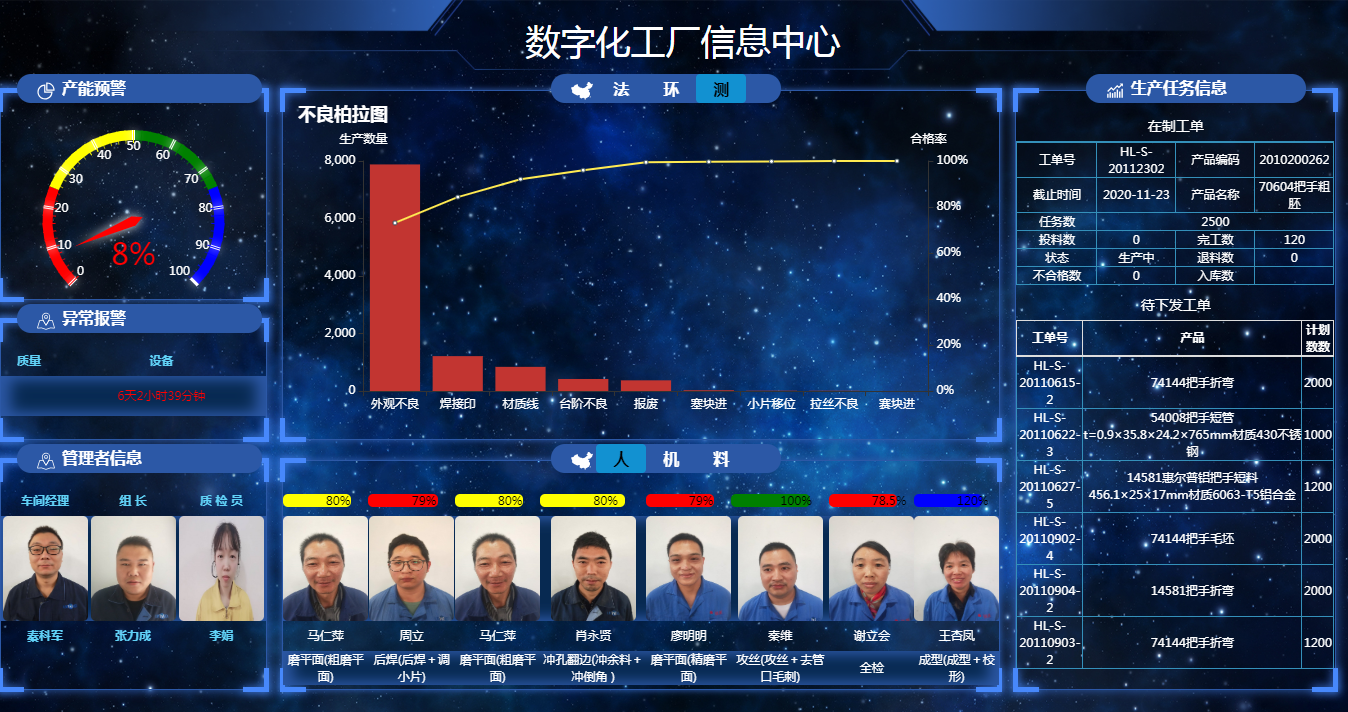 数字化工厂信息中心
产能预警
0
10
20
30
40
50
60
70
80
90
100
8%
异常报警
质量 设备
6天2小时39分钟
管理者信息
车间经理 组 长 质 检 员
秦科军 张力成 李娟
法 环 测
不良柏拉图
生产数量 合格率
8,000
6,000
4,000
2,000
0
100%
80%
60%
40%
20%
0%
外观不良 焊接印 材质线 台阶不良 报废 塞块进 小片移位 拉丝不良 塞块进
人 机 料
80% 79% 80% 80% 79% 100% 78.5% 120%
马仁萍 周立 马仁萍 肖永贤 廖明明 秦维 谢立会 王杏凤
磨平面(粗磨平
面)
后焊(后焊+调
小片)
磨平面(粗磨平
面)
冲孔翻边(冲余料+
冲倒角 )
磨平面(精磨平
面)
攻丝(攻丝+去管
口毛刺)
全检
成型(成型+校
形)
生产任务信息
在制工单
工单号 HL-S-
20112302 产品编码 2010200262
截止时间 2020-11-23 产品名称 70604把手粗
胚
任务数 2500
投料数 0 完工数 120
状态 生产中 退料数 0
不合格数 0 入库数
待下发工单
工单号 产品 计划
数数
HL-S-
20110615-
2
74144把手折弯 2000
HL-S-
20110622-
3
54008把手短管
t=0.9×35.8×24.2×765mm材质430不锈
钢
1000
HL-S-
20110627-
5
14581惠尔普铝把手短料
456.1×25×17mm材质6063-T5铝合金
1200
HL-S-
20110902-
4
74144把手毛坯 2000
HL-S-
20110904-
2
14581把手折弯 2000
HL-S-
20110903-
2
74144把手折弯 1200